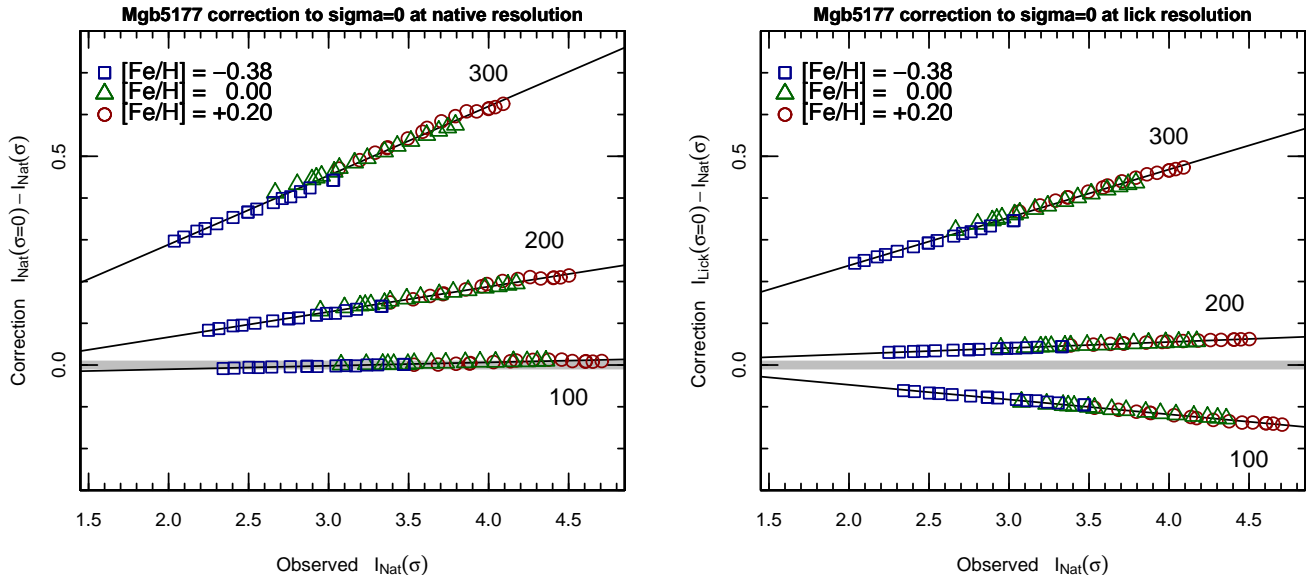 Mgb5177 correction to sigma=0 at native resolution
[Fe/H] = −0.38
[Fe/H] = 0.00
[Fe/H] = +0.20
300
200
100
0.5
0.0
Correction I_Nat(σ=0) − I_Nat(σ)
1.5 2.0 2.5 3.0 3.5 4.0 4.5
Observed I_Nat(σ)
Mgb5177 correction to sigma=0 at lick resolution
[Fe/H] = −0.38
[Fe/H] = 0.00
[Fe/H] = +0.20
300
200
100
0.5
0.0
Correction I_Lick(σ=0) − I_Nat(σ)
1.5 2.0 2.5 3.0 3.5 4.0 4.5
Observed I_Nat(σ)